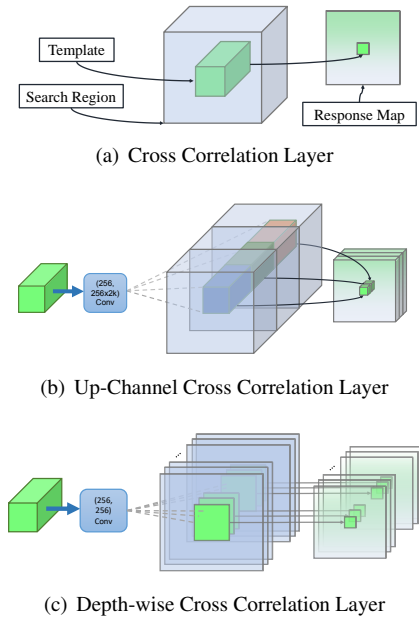 Template
Search Region
Response Map
(a) Cross Correlation Layer
(256,
256x2k)
Conv
(b) Up-Channel Cross Correlation Layer
...
...
(256,
256)
Conv
(c) Depth-wise Cross Correlation Layer